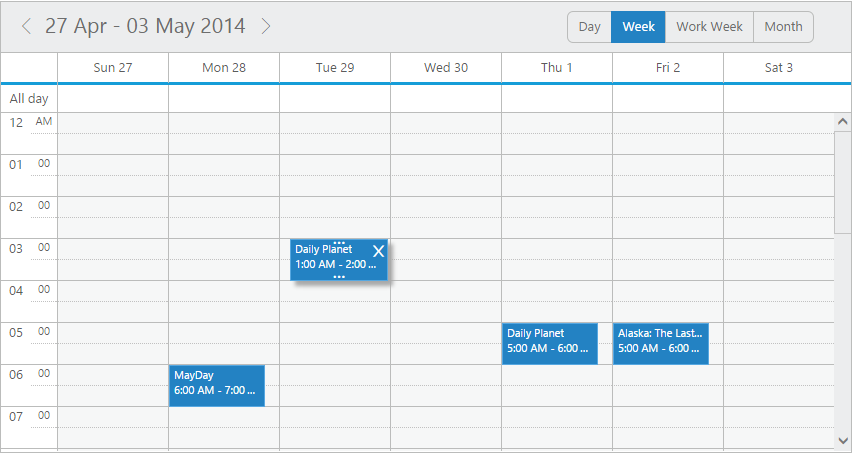 27 Apr - 03 May 2014
Day Week Work Week Month
Sun 27 Mon 28 Tue 29 Wed 30 Thu 1 Fri 2 Sat 3
All day
12 AM
01 00
02 00
03 00
Daily Planet X
1:00 AM - 2:00 ...
04 00
05 00
Daily Planet
5:00 AM - 6:00 ...
Alaska: The Last...
5:00 AM - 6:00 ...
06 00
MayDay
6:00 AM - 7:00 ...
07 00